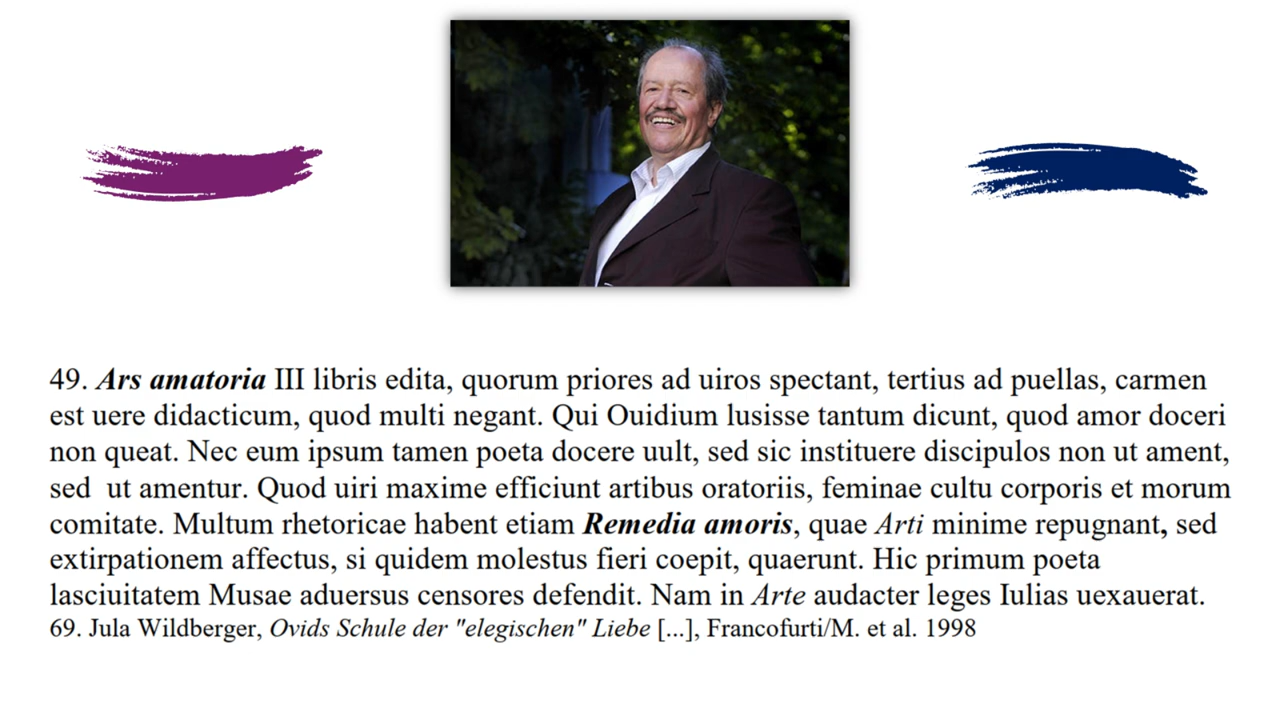 49. Ars amatoria III libris edita, quorum priores ad uiros spectant, tertius ad puellas, carmen
est uere didacticum, quod multi negant. Qui Ouidium lusisse tantum dicunt, quod amor doceri
non queat. Nec eum ipsum tamen poeta docere uult, sed sic instituere discipulos non ut ament,
sed  ut amentur. Quod uiri maxime efficiunt artibus oratoriis, feminae cultu corporis et morum
comitate. Multum rhetoricae habent etiam Remedia amoris, quae Arti minime repugnant, sed
extirpationem affectus, si quidem molestus fieri coepit, quaerunt. Hic primum poeta
lasciuitatem Musae aduersus censores defendit. Nam in Arte audacter leges Iulias uexauerat.
69. Jula Wildberger, Ovids Schule der "elegischen" Liebe [...], Francofurti/M. et al. 1998